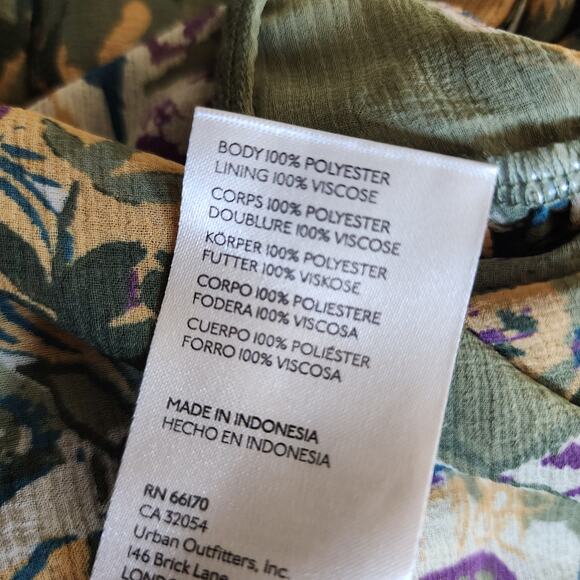 BODY 100% POLYESTER
LINING 100% VISCOSE
CORPS 100% POLYESTER
DOUBLURE 100% VISCOSE
KÖRPER 100% POLYESTER
FUTTER 100% VISKOSE
CORPO 100% POLIESTERE
FODERA 100% VISCOSA
CUERPO 100% POLIÉSTER
FORRO 100% VISCOSA
MADE IN INDONESIA
HECHO EN INDONESIA
RN 66170
CA 32054
Urban Outfitters, Inc.
146 Brick Lane
LONDON